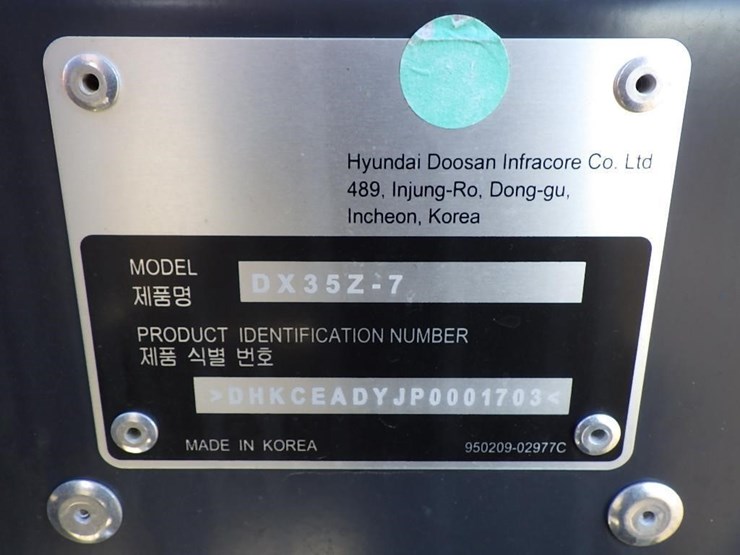 Hyundai Doosan Infracore Co. Ltd
489, Injung-Ro, Dong-gu,
Incheon, Korea
MODEL
제품명
DX35Z-7
PRODUCT IDENTIFICATION NUMBER
제품 식별 번호
>DHKCEADYJP0001703<
MADE IN KOREA
950209-02977C